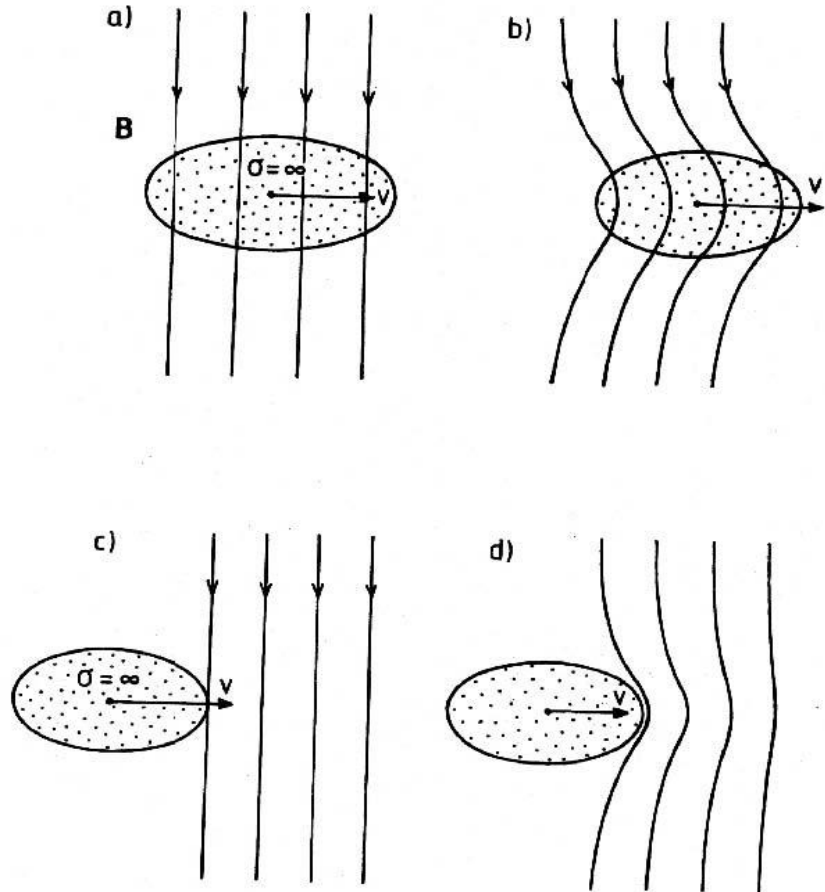 a)
b)
B
σ = ∞
v
v
c)
d)
σ = ∞
v
v